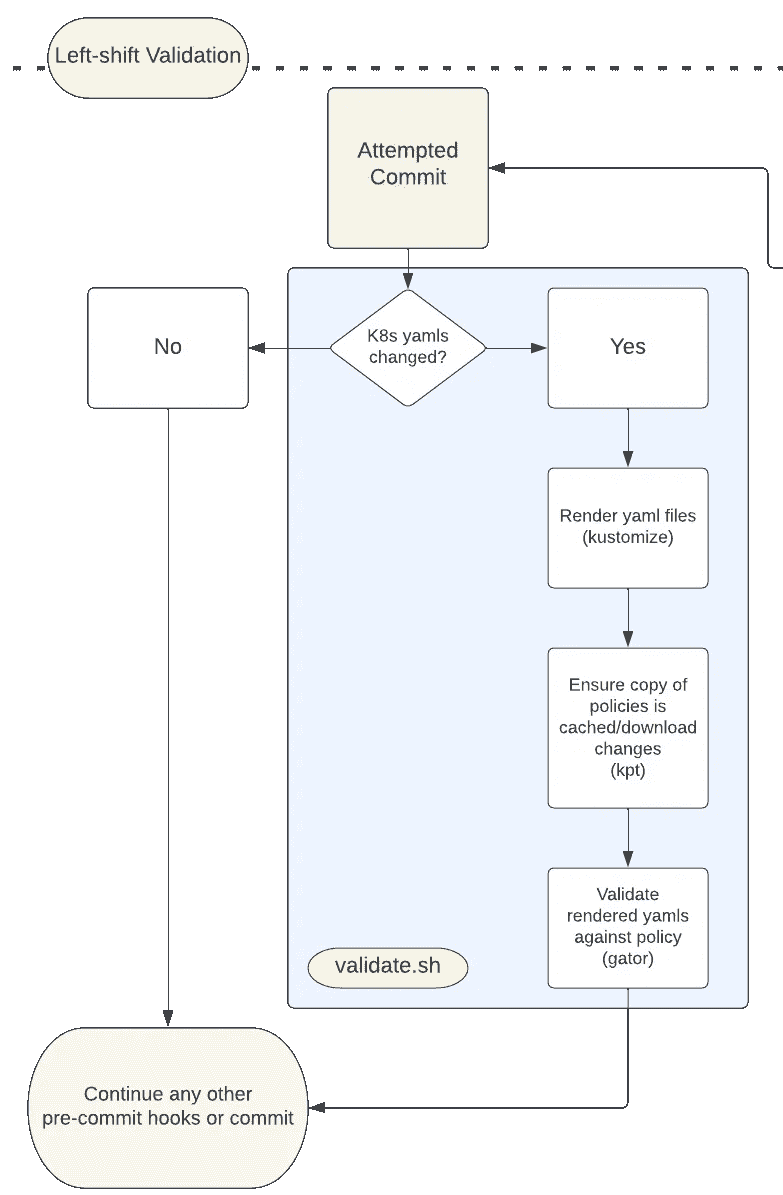 Left-shift Validation
Attempted
Commit
K8s yamls
changed?
No
Yes
Render yaml files
(kustomize)
Ensure copy of
policies is
cached/download
changes
(kpt)
Validate
rendered yamls
against policy
(gator)
validate.sh
Continue any other
pre-commit hooks or commit